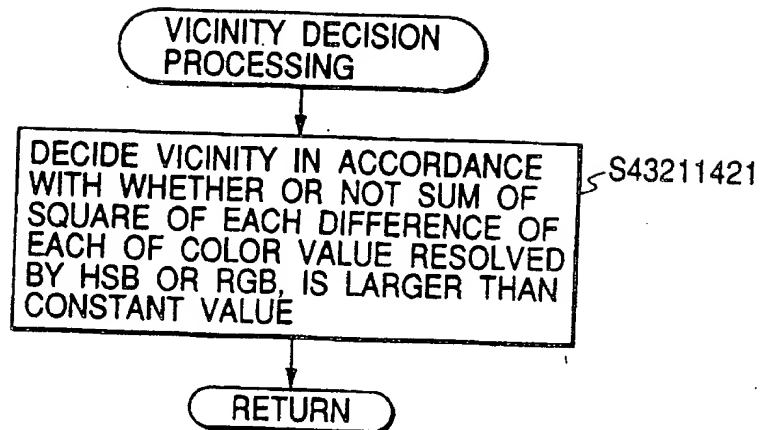 VICINITY DECISION
PROCESSING
DECIDE VICINITY IN ACCORDANCE
WITH WHETHER OR NOT SUM OF
SQUARE OF EACH DIFFERENCE OF
EACH OF COLOR VALUE RESOLVED
BY HSB OR RGB, IS LARGER THAN
CONSTANT VALUE
S43211421
RETURN